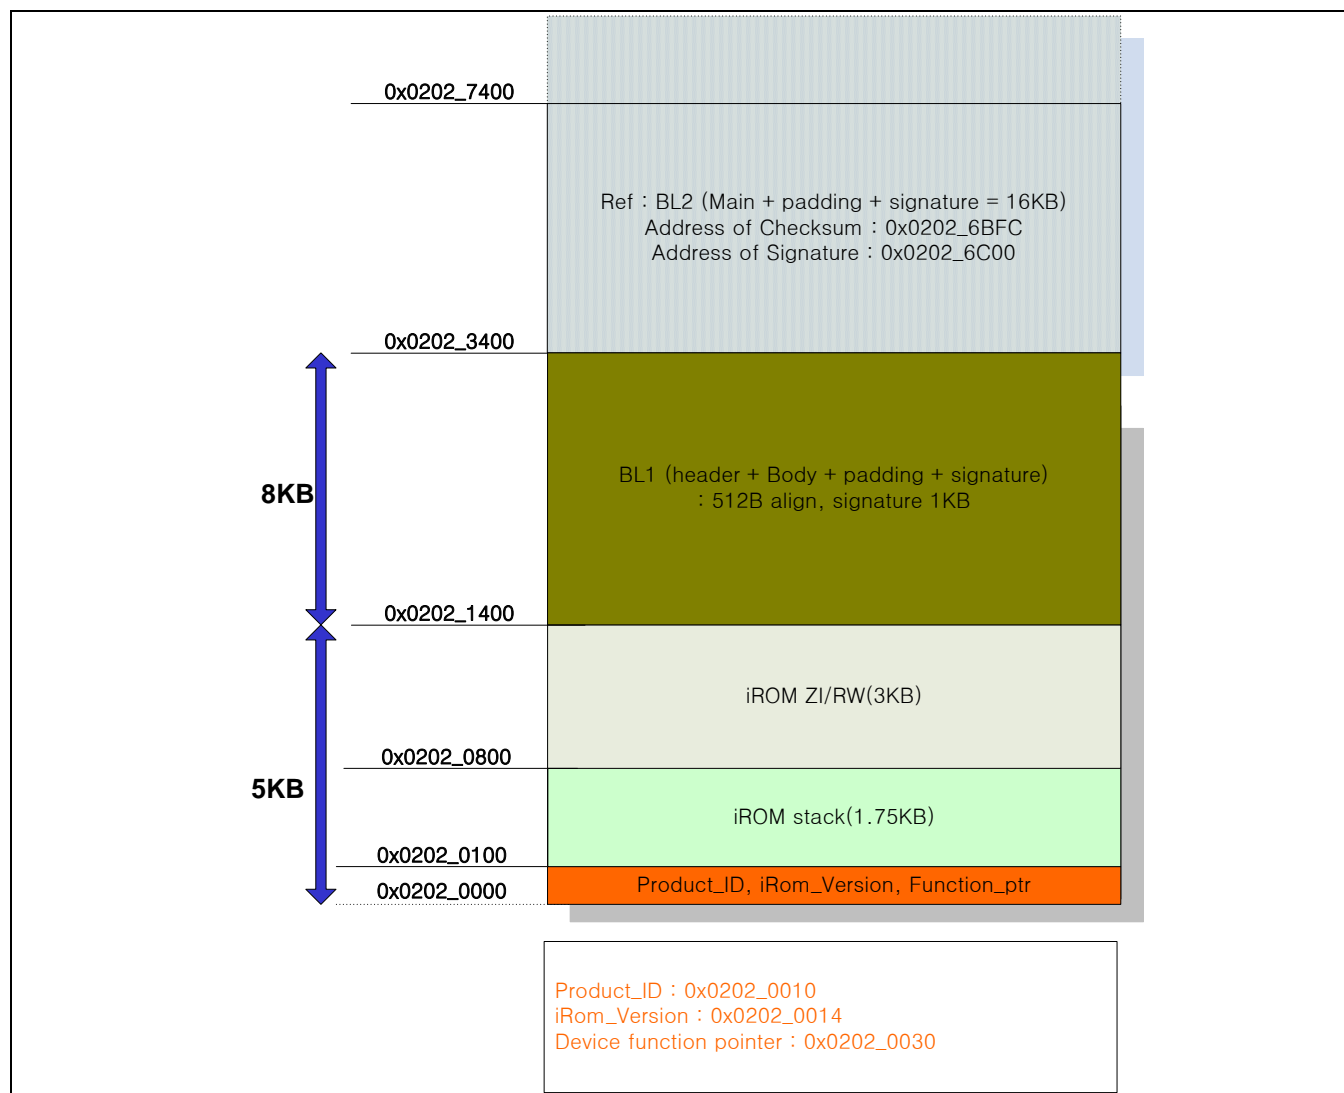 0x0202_7400
Ref : BL2 (Main + padding + signature = 16KB)
Address of Checksum : 0x0202_6BFC
Address of Signature : 0x0202_6C00
0x0202_3400
8KB
BL1 (header + Body + padding + signature)
: 512B align, signature 1KB
0x0202_1400
iROM ZI/RW(3KB)
0x0202_0800
5KB
iROM stack(1.75KB)
0x0202_0100
Product_ID, iRom_Version, Function_ptr
0x0202_0000
Product_ID : 0x0202_0010
iRom_Version : 0x0202_0014
Device function pointer : 0x0202_0030